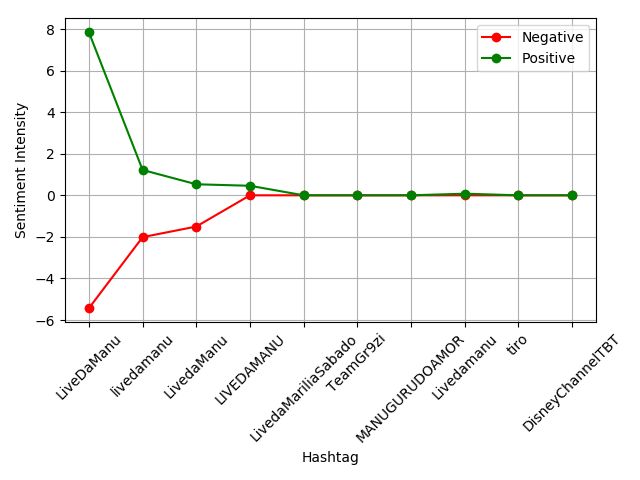 Negative
Positive
8
6
4
2
0
−2
−4
−6
Sentiment Intensity
LiveDaManu
livedamanu
LivedaManu
LIVEDAMANU
LivedaMariliaSabado
TeamGr9zi
MANUGURUDOAMOR
Livedamanu
tiro
DisneyChannelTBT
Hashtag